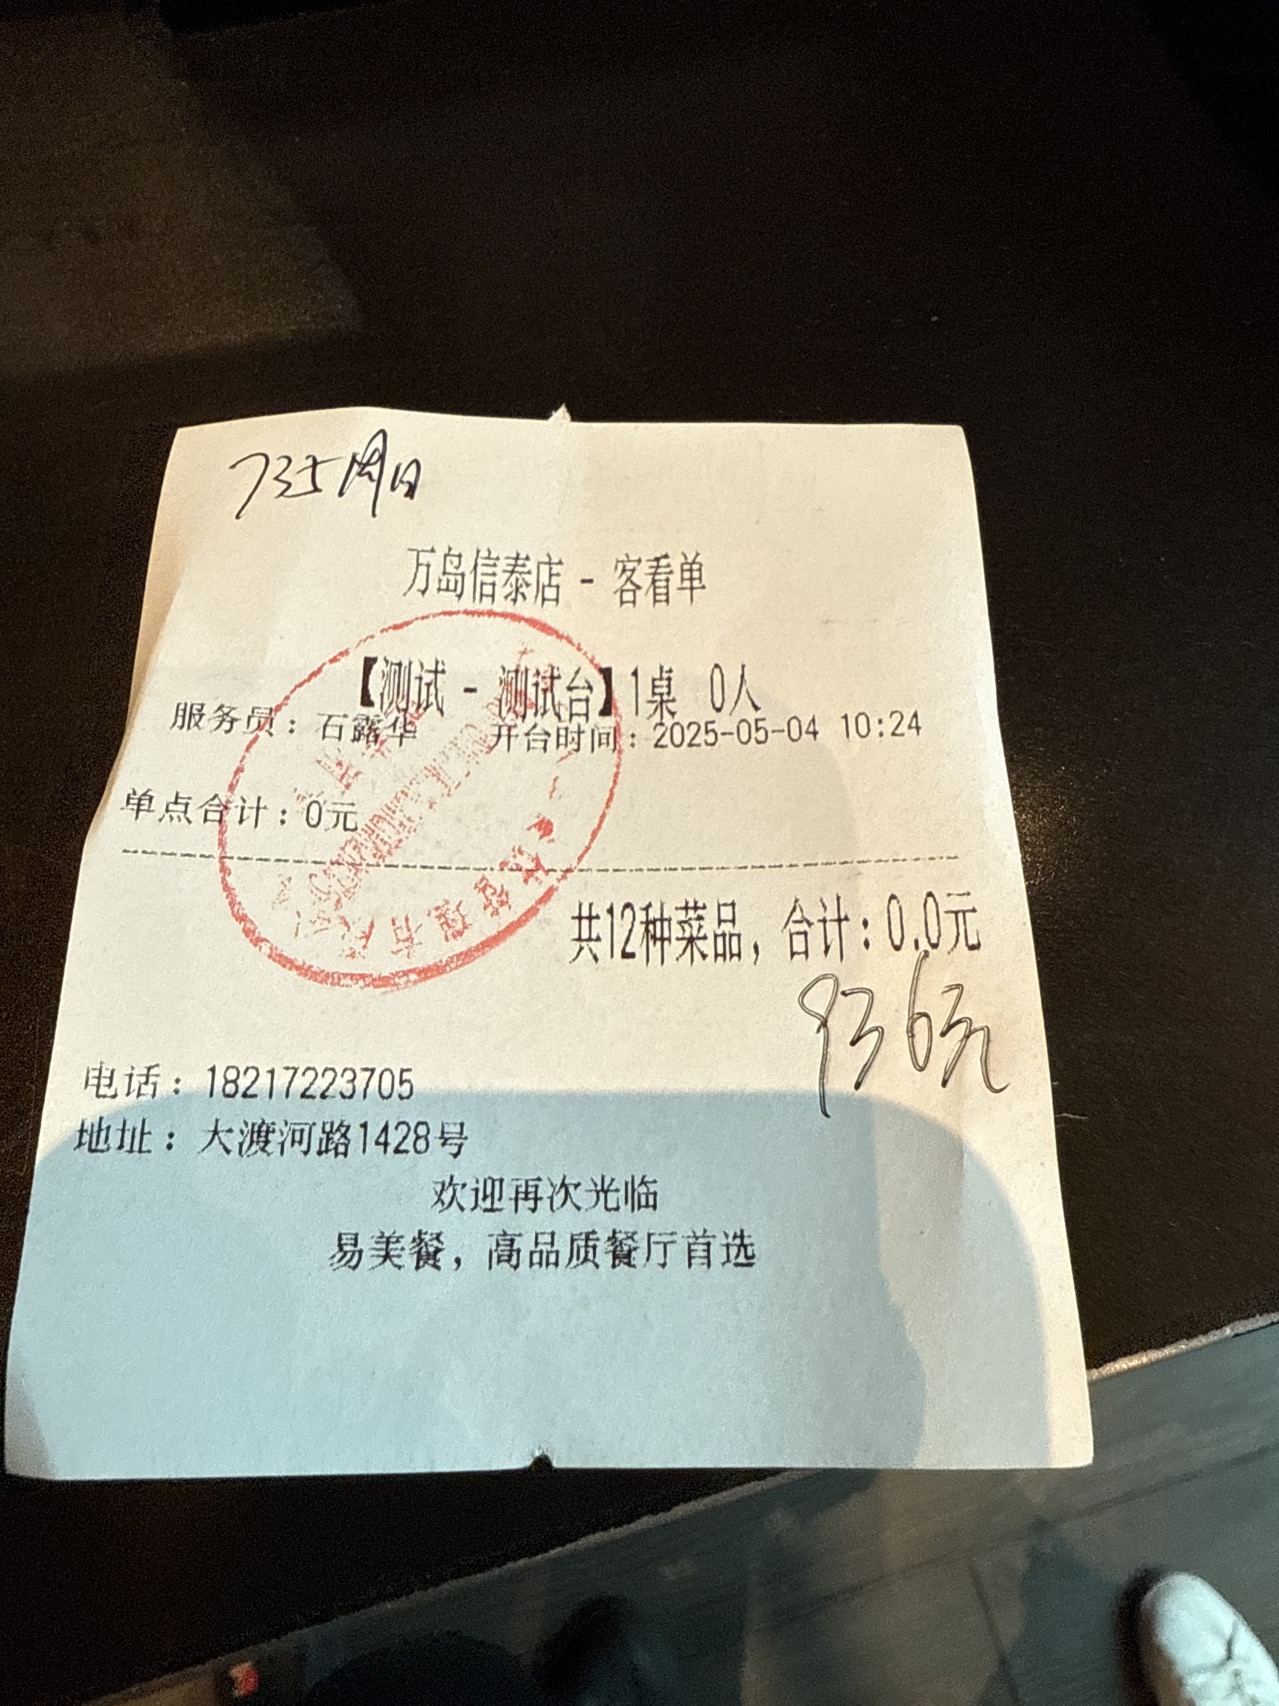 735周日
万岛信泰店 - 客看单
【测试 - 测试台】1桌 0人
服务员：石露华 开台时间：2025-05-04 10:24
单点合计：0元
共12种菜品，合计：0.0元
936元
电话：18217223705
地址：大渡河路1428号
欢迎再次光临
易美餐，高品质餐厅首选